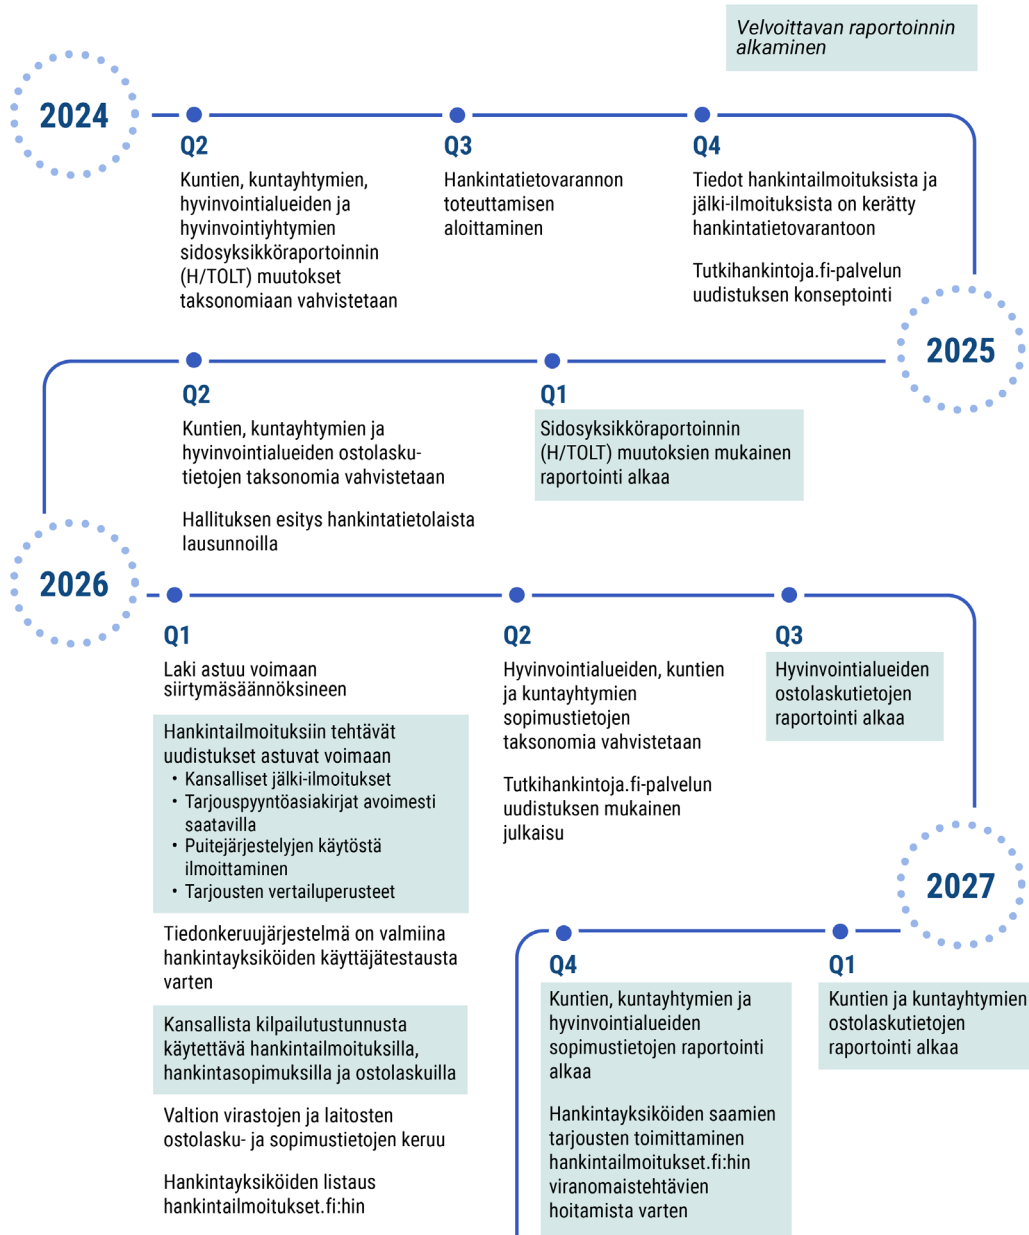 Velvoittavan raportoinnin
alkaminen
2024
Q2
Kuntien, kuntayhtymien,
hyvinvointialueiden ja
hyvinvointiyhtymien
sidosyksikköraportoinnin
(H/TOLT) muutokset
taksonomiaan vahvistetaan
Q3
Hankintatietovarannon
toteuttamisen
aloittaminen
Q4
Tiedot hankintailmoituksista ja
jälki-ilmoituksista on kerätty
hankintatietovarantoon
Tutkihankintoja.fi-palvelun
uudistuksen konseptointi
2025
Q1
Sidosyksikköraportoinnin
(H/TOLT) muutoksien mukainen
raportointi alkaa
Q2
Kuntien, kuntayhtymien ja
hyvinvointialueiden ostolasku-
tietojen taksonomia vahvistetaan
Hallituksen esitys hankintatietolaista
lausunnoilla
2026
Q1
Laki astuu voimaan
siirtymäsäännöksineen
Hankintailmoituksiin tehtävät
uudistukset astuvat voimaan
• Kansalliset jälki-ilmoitukset
• Tarjouspyyntöasiakirjat avoimesti
saatavilla
• Puitejärjestelyjen käytöstä
ilmoittaminen
• Tarjousten vertailuperusteet
Tiedonkeruujärjestelmä on valmiina
hankintayksiköiden käyttäjätestausta
varten
Kansallista kilpailutustunnusta
käytettävä hankintailmoituksilla,
hankintasopimuksilla ja ostolaskuilla
Valtion virastojen ja laitosten
ostolasku- ja sopimustietojen keruu
Hankintayksiköiden listaus
hankintailmoitukset.fi:hin
Q2
Hyvinvointialueiden, kuntien
ja kuntayhtymien
sopimustietojen
taksonomia vahvistetaan
Tutkihankintoja.fi-palvelun
uudistuksen mukainen
julkaisu
Q3
Hyvinvointialueiden
ostolaskutietojen
raportointi alkaa
2027
Q1
Kuntien ja kuntayhtymien
ostolaskutietojen
raportointi alkaa
Q4
Kuntien, kuntayhtymien ja
hyvinvointialueiden
sopimustietojen raportointi
alkaa
Hankintayksiköiden saamien
tarjousten toimittaminen
hankintailmoitukset.fi:hin
viranomaistehtävien
hoitamista varten